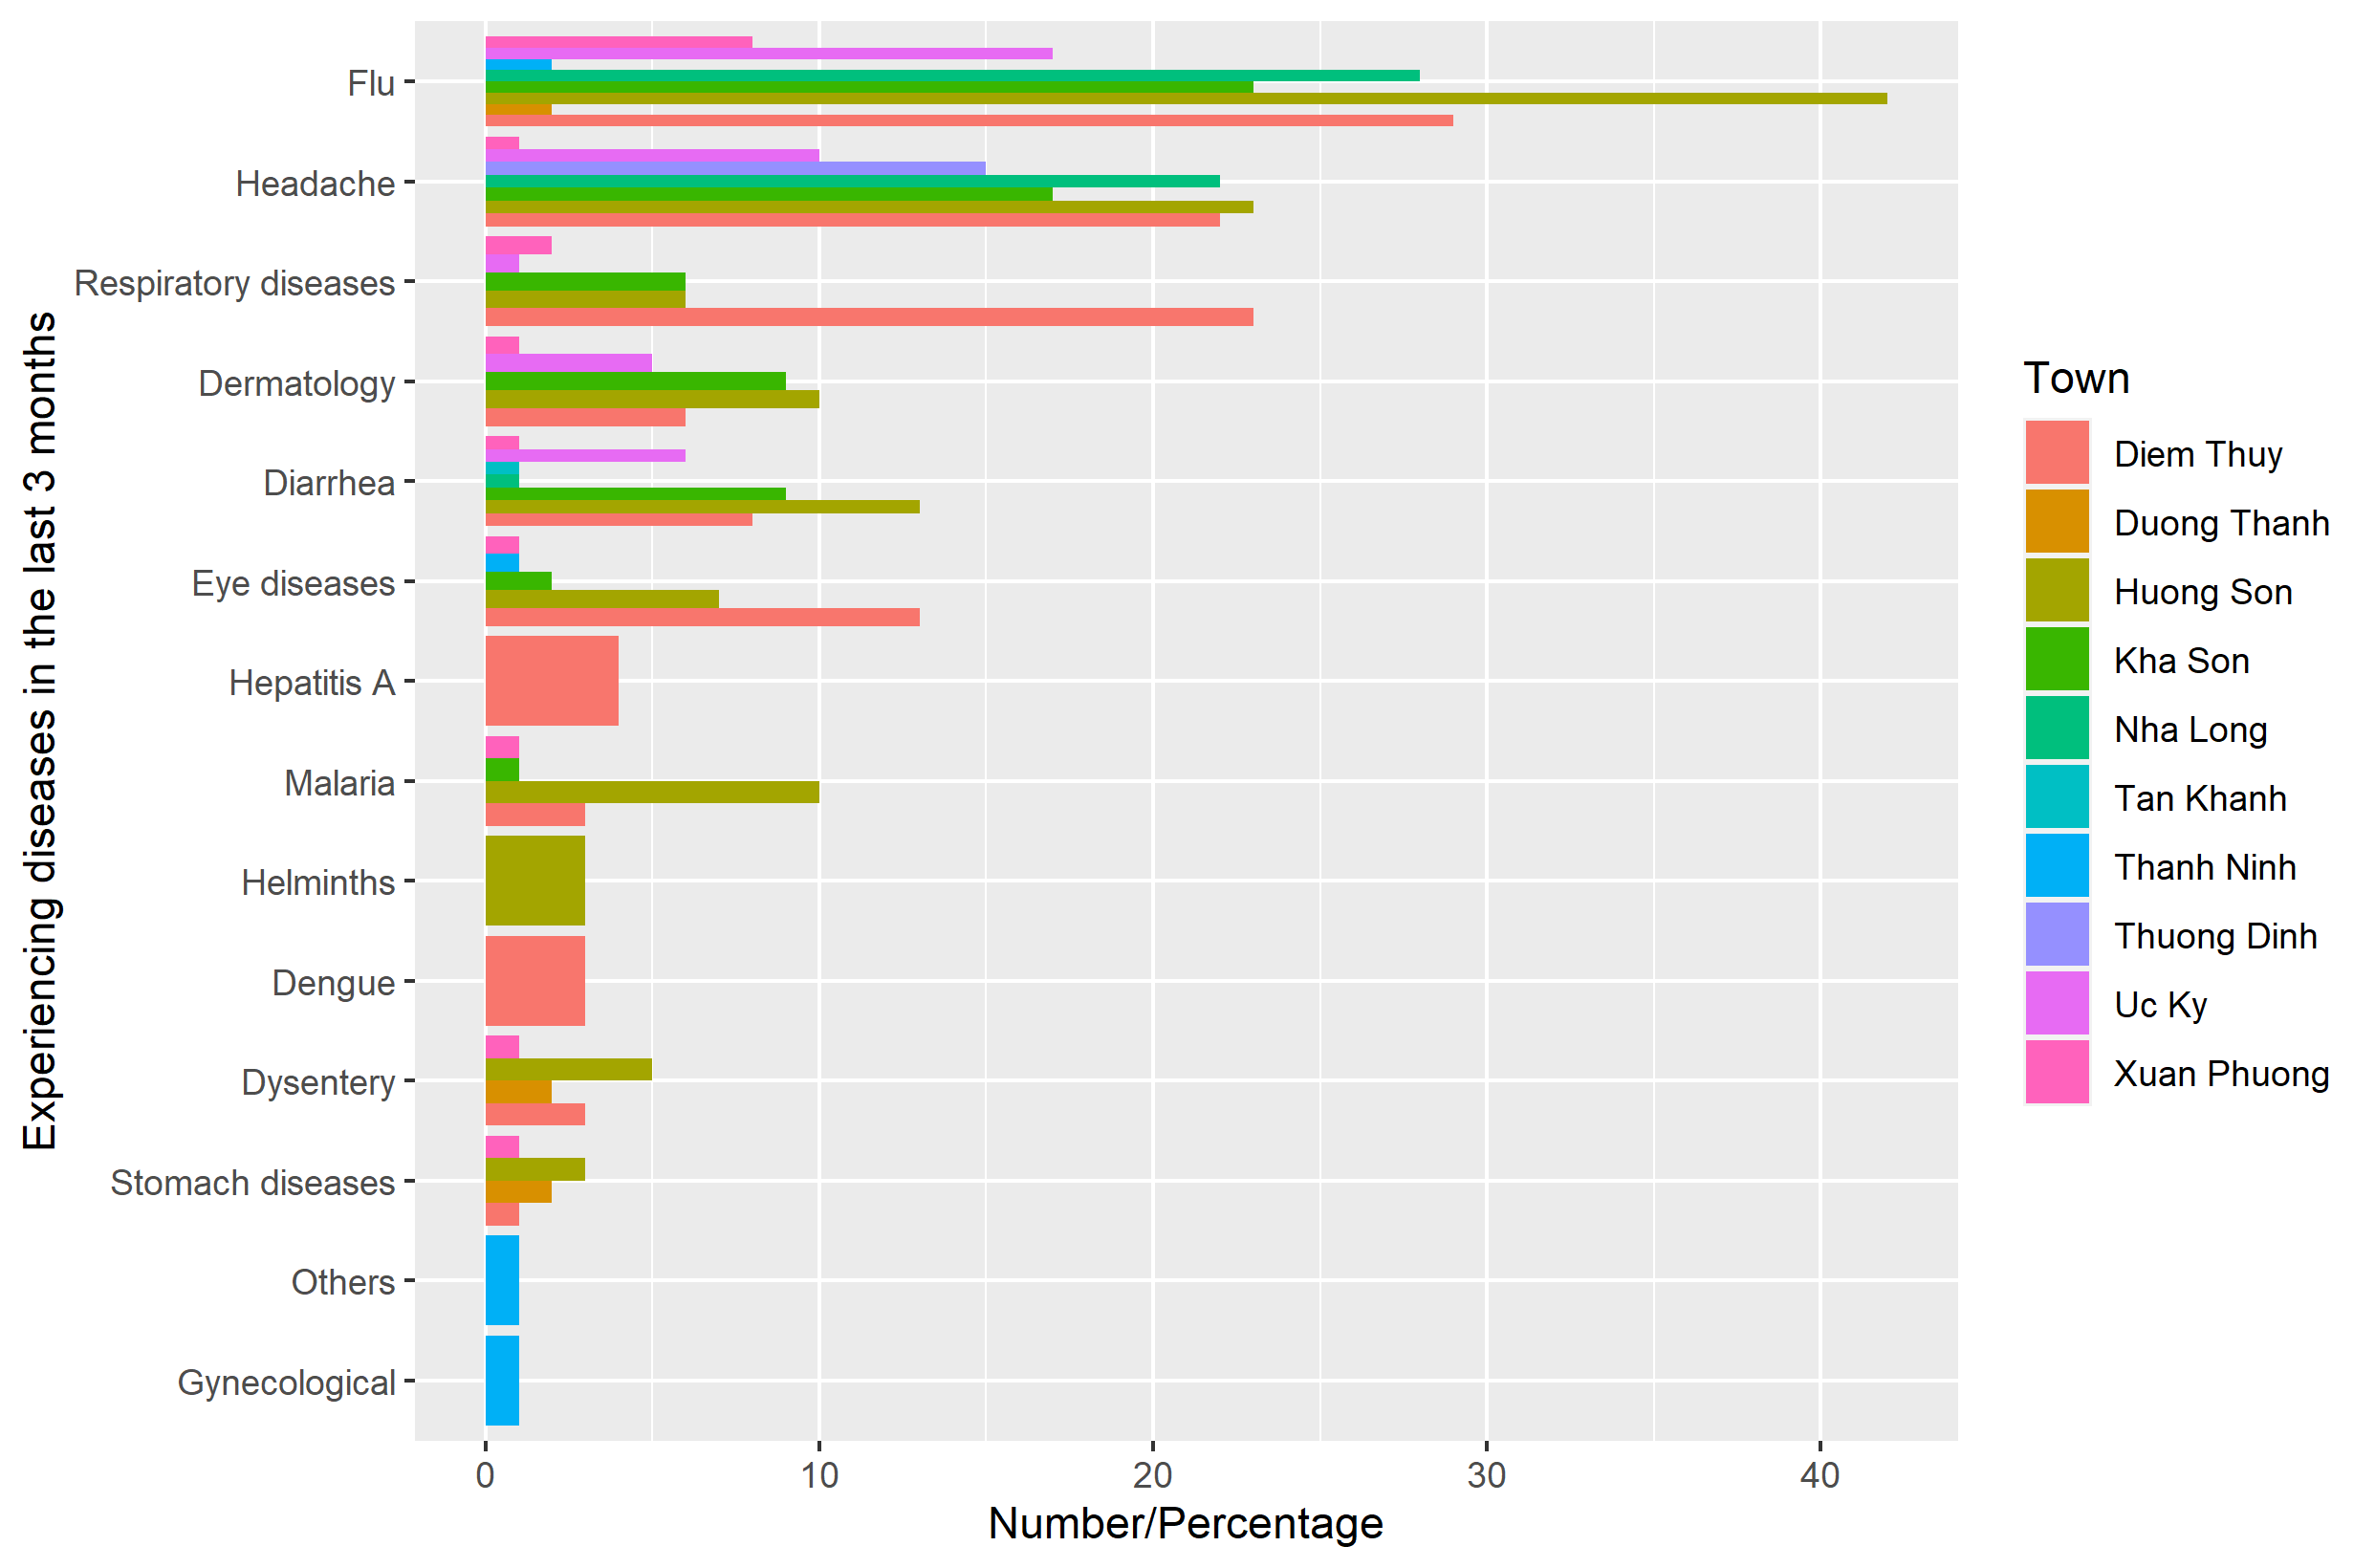 Experiencing diseases in the last 3 months
Flu
Headache
Respiratory diseases
Dermatology
Diarrhea
Eye diseases
Hepatitis A
Malaria
Helminths
Dengue
Dysentery
Stomach diseases
Others
Gynecological
0 10 20 30 40
Number/Percentage
Town
Diem Thuy
Duong Thanh
Huong Son
Kha Son
Nha Long
Tan Khanh
Thanh Ninh
Thuong Dinh
Uc Ky
Xuan Phuong